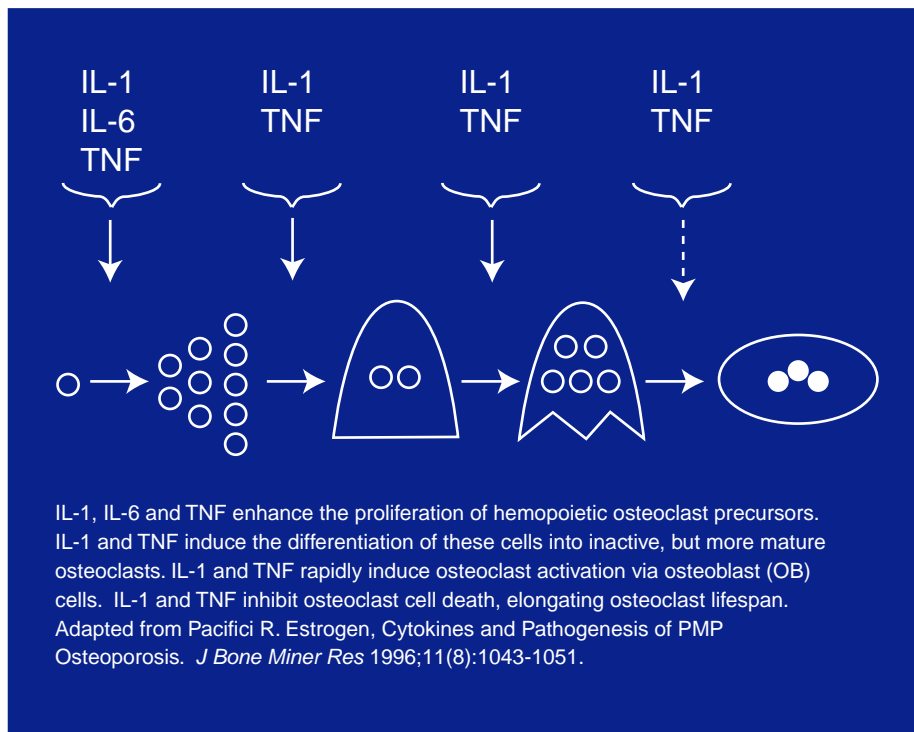 IL-1
IL-6
TNF
IL-1
TNF
IL-1
TNF
IL-1
TNF
IL-1, IL-6 and TNF enhance the proliferation of hemopoietic osteoclast precursors.
IL-1 and TNF induce the differentiation of these cells into inactive, but more mature
osteoclasts. IL-1 and TNF rapidly induce osteoclast activation via osteoblast (OB)
cells.  IL-1 and TNF inhibit osteoclast cell death, elongating osteoclast lifespan.
Adapted from Pacifici R. Estrogen, Cytokines and Pathogenesis of PMP
Osteoporosis.  J Bone Miner Res 1996;11(8):1043-1051.